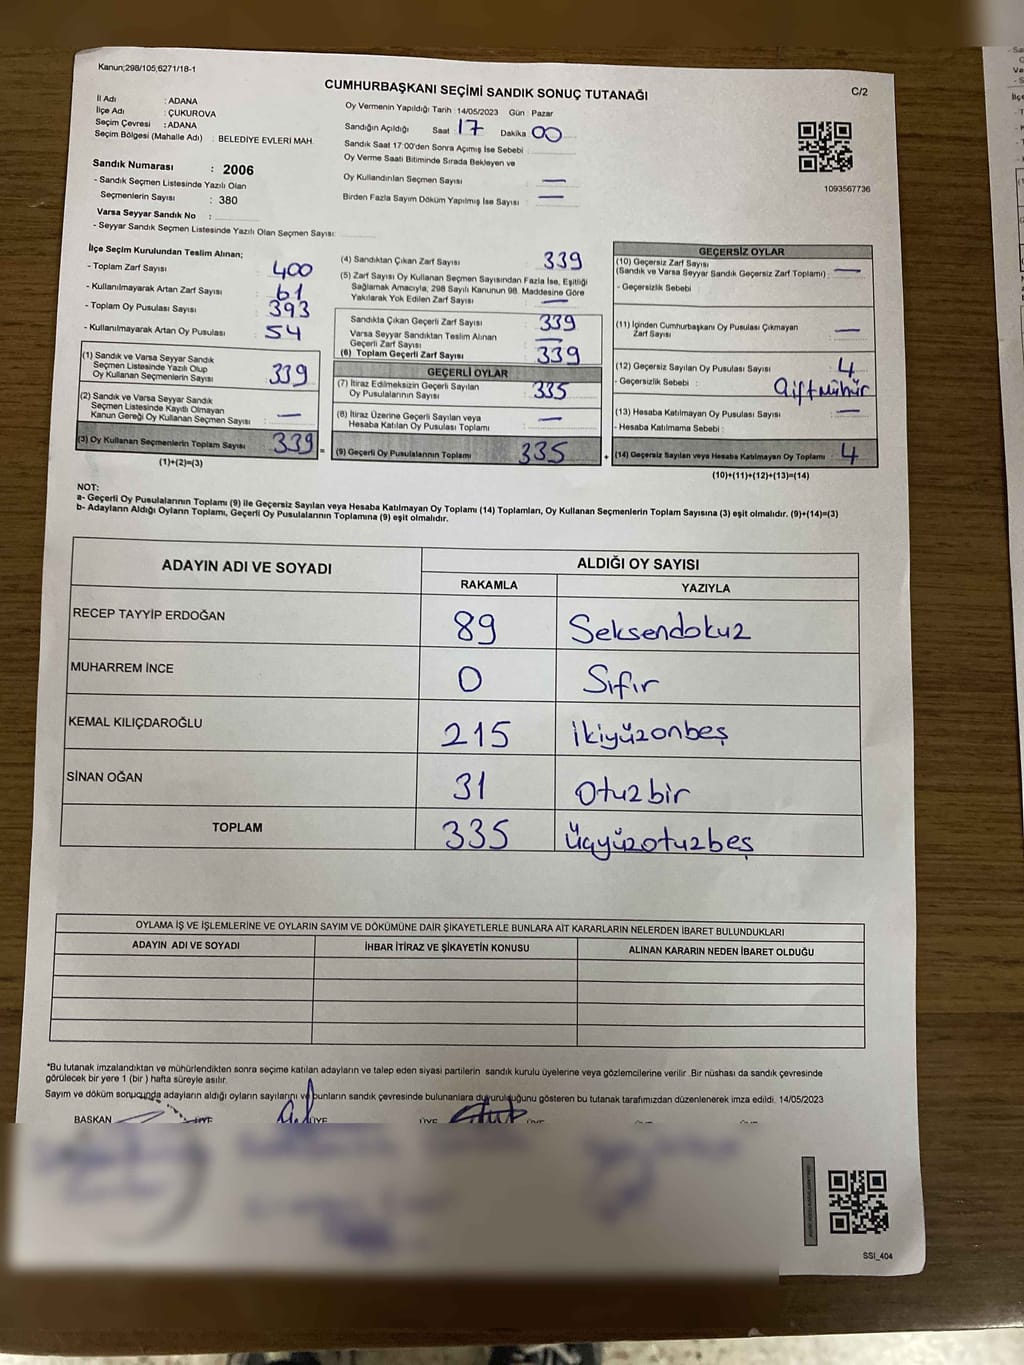 Kanun;298/105,6271/18-1
CUMHURBAŞKANI SEÇİMİ SANDIK SONUÇ TUTANAĞI
C/2
İl Adı : ADANA
İlçe Adı : ÇUKUROVA
Seçim Çevresi : ADANA
Seçim Bölgesi (Mahalle Adı) : BELEDİYE EVLERİ MAH.
Sandık Numarası : 2006
- Sandık Seçmen Listesinde Yazılı Olan
Seçmenlerin Sayısı : 380
Varsa Seyyar Sandık No :
- Seyyar Sandık Seçmen Listesinde Yazılı Olan Seçmen Sayısı:
Oy Vermenin Yapıldığı Tarih : 14/05/2023 Gün : Pazar
Sandığın Açıldığı Saat 17 Dakika 00
Sandık Saat 17:00'den Sonra Açımış İse Sebebi
Oy Verme Saati Bitiminde Sırada Bekleyen ve
Oy Kullandırılan Seçmen Sayısı —
Birden Fazla Sayım Döküm Yapılmış İse Sayısı : —
1093567736
İlçe Seçim Kurulundan Teslim Alınan;
- Toplam Zarf Sayısı 400
- Kullanılmayarak Artan Zarf Sayısı 61
- Toplam Oy Pusulası Sayısı 393
- Kullanılmayarak Artan Oy Pusulası 54
(1) Sandık ve Varsa Seyyar Sandık
Seçmen Listesinde Yazılı Olup
Oy Kullanan Seçmenlerin Sayısı 339
(2) Sandık ve Varsa Seyyar Sandık
Seçmen Listesinde Kayıtlı Olmayan
Kanun Gereği Oy Kullanan Seçmen Sayısı : —
(3) Oy Kullanan Seçmenlerin Toplam Sayısı 339 =
(1)+(2)=(3)
(4) Sandıktan Çıkan Zarf Sayısı 339
(5) Zarf Sayısı Oy Kullanan Seçmen Sayısından Fazla İse, Eşitliği
Sağlamak Amacıyla, 298 Sayılı Kanunun 98. Maddesine Göre
Yakılarak Yok Edilen Zarf Sayısı —
Sandıkta Çıkan Geçerli Zarf Sayısı 339
Varsa Seyyar Sandıktan Teslim Alınan
Geçerli Zarf Sayısı —
(6) Toplam Geçerli Zarf Sayısı 339
GEÇERLİ OYLAR
(7) İtiraz Edilmeksizin Geçerli Sayılan
Oy Pusulalarının Sayısı 335
(8) İtiraz Üzerine Geçerli Sayılan veya
Hesaba Katılan Oy Pusulası Toplamı —
(9) Geçerli Oy Pusulalarının Toplamı 335 +
GEÇERSİZ OYLAR
(10) Geçersiz Zarf Sayısı
(Sandık ve Varsa Seyyar Sandık Geçersiz Zarf Toplamı) : —
- Geçersizlik Sebebi :
(11) İçinden Cumhurbaşkanı Oy Pusulası Çıkmayan
Zarf Sayısı —
(12) Geçersiz Sayılan Oy Pusulası Sayısı 4
- Geçersizlik Sebebi : Çift mühür
(13) Hesaba Katılmayan Oy Pusulası Sayısı —
- Hesaba Katılmama Sebebi :
(14) Geçersiz Sayılan veya Hesaba Katılmayan Oy Toplamı : 4
(10)+(11)+(12)+(13)=(14)
NOT:
a- Geçerli Oy Pusulalarının Toplamı (9) ile Geçersiz Sayılan veya Hesaba Katılmayan Oy Toplamı (14) Toplamları, Oy Kullanan Seçmenlerin Toplam Sayısına (3) eşit olmalıdır. (9)+(14)=(3)
b- Adayların Aldığı Oyların Toplamı, Geçerli Oy Pusulalarının Toplamına (9) eşit olmalıdır.
ADAYIN ADI VE SOYADI
ALDIĞI OY SAYISI
RAKAMLA YAZIYLA
RECEP TAYYİP ERDOĞAN 89 Seksendokuz
MUHARREM İNCE 0 Sıfır
KEMAL KILIÇDAROĞLU 215 İkiyüzonbeş
SİNAN OĞAN 31 Otuzbir
TOPLAM 335 Üçyüzotuzbeş
OYLAMA İŞ VE İŞLEMLERİNE VE OYLARIN SAYIM VE DÖKÜMÜNE DAİR ŞİKAYETLERLE BUNLARA AİT KARARLARIN NELERDEN İBARET BULUNDUKLARI
ADAYIN ADI VE SOYADI İHBAR İTİRAZ VE ŞİKAYETİN KONUSU ALINAN KARARIN NEDEN İBARET OLDUĞU
*Bu tutanak imzalandıktan ve mühürlendikten sonra seçime katılan adayların ve talep eden siyasi partilerin sandık kurulu üyelerine veya gözlemcilerine verilir .Bir nüshası da sandık çevresinde
görülecek bir yere 1 (bir ) hafta süreyle asılır.
Sayım ve döküm sonucunda adayların aldığı oyların sayılarını ve bunların sandık çevresinde bulunanlara duyurulduğunu gösteren bu tutanak tarafımızdan düzenlenerek imza edildi. 14/05/2023
BAŞKAN ÜYE ÜYE ÜYE
SSI_404